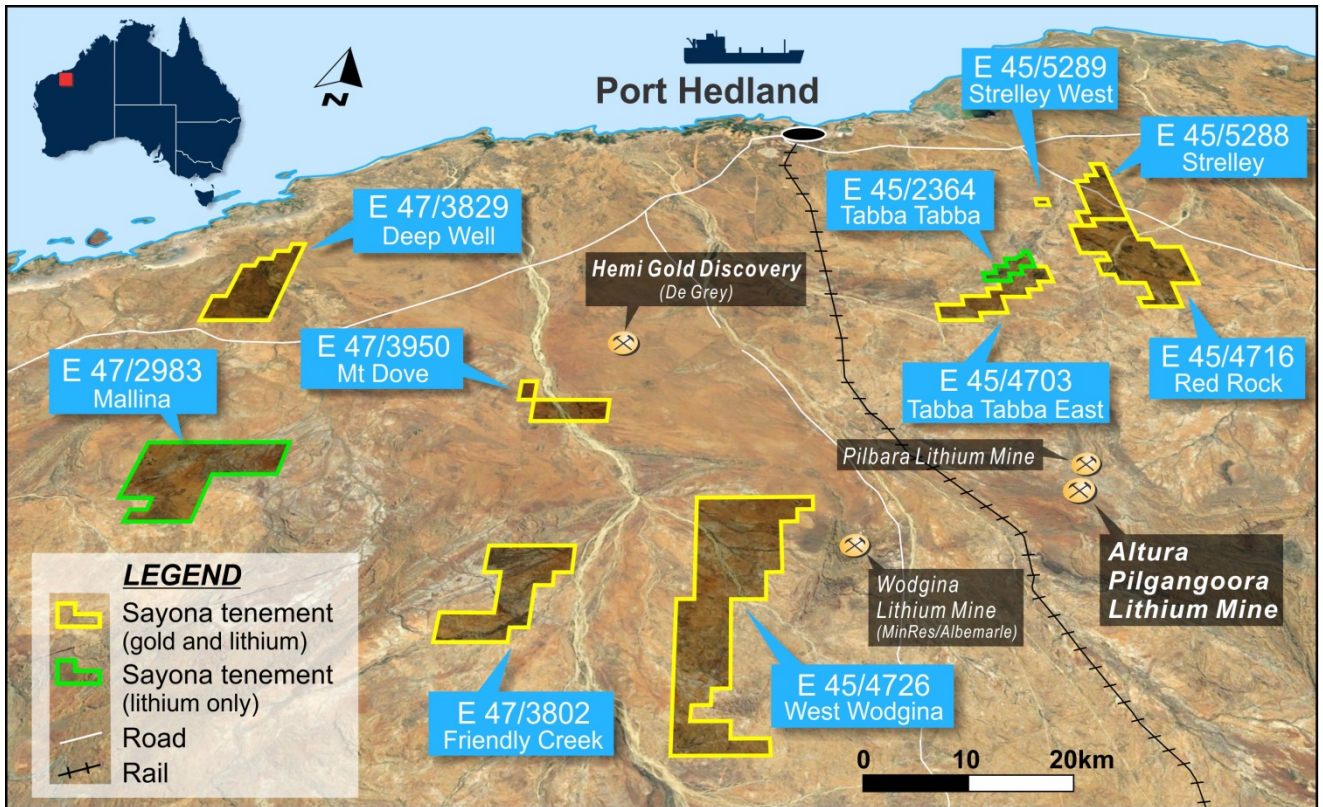 N
Port Hedland
E 45/5289
Strelley West
E 45/5288
Strelley
E 45/2364
Tabba Tabba
E 47/3829
Deep Well
Hemi Gold Discovery
(De Grey)
E 47/3950
Mt Dove
E 45/4703
Tabba Tabba East
E 45/4716
Red Rock
E 47/2983
Mallina
Pilbara Lithium Mine
Altura
Pilgangoora
Lithium Mine
Wodgina
Lithium Mine
(MinRes/Albemarle)
E 47/3802
Friendly Creek
E 45/4726
West Wodgina
LEGEND
Sayona tenement
(gold and lithium)
Sayona tenement
(lithium only)
Road
Rail
0 10 20km